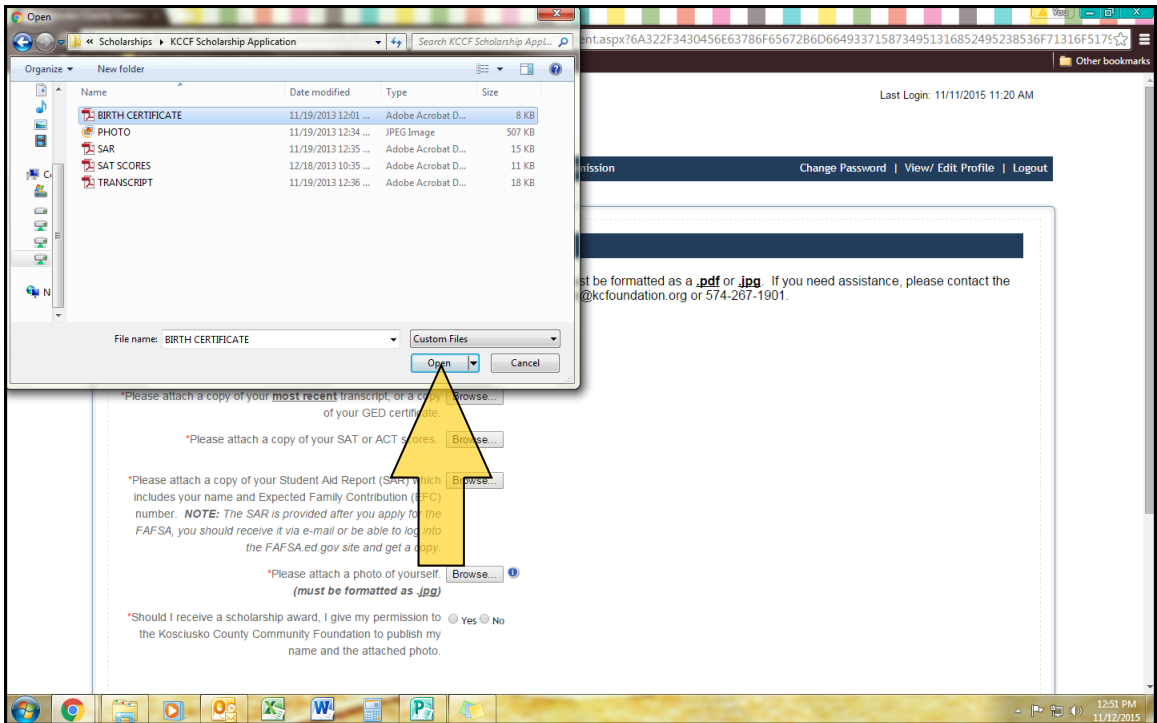 Open
You
« Scholarships ▸ KCCF Scholarship Application
Search KCCF Scholarship Appl...
ent.aspx?6A322F3430456E63786F65672B6D66493371587349513168524952385 36F71316F5179
Organize
New folder
Other bookmarks
Name Date modified Type Size
BIRTH CERTIFICATE 11/19/2013 12:01 ... Adobe Acrobat D... 8 KB
PHOTO 11/19/2013 12:34 ... JPEG Image 507 KB
SAR 11/19/2013 12:35 ... Adobe Acrobat D... 15 KB
SAT SCORES 12/18/2013 10:35 ... Adobe Acrobat D... 11 KB
TRANSCRIPT 11/19/2013 12:36 ... Adobe Acrobat D... 18 KB
Last Login: 11/11/2015 11:20 AM
nission
Change Password | View/ Edit Profile | Logout
st be formatted as a .pdf or .jpg. If you need assistance, please contact the
@kcfoundation.org or 574-267-1901.
File name: BIRTH CERTIFICATE
Custom Files
Open
Cancel
*Please attach a copy of your most recent transcript, or a copy Browse...
of your GED certificate.
*Please attach a copy of your SAT or ACT scores. Browse...
*Please attach a copy of your Student Aid Report (SAR) which Browse...
includes your name and Expected Family Contribution (EFC)
number. NOTE: The SAR is provided after you apply for the
FAFSA, you should receive it via e-mail or be able to log into
the FAFSA.ed.gov site and get a copy.
*Please attach a photo of yourself. Browse...
(must be formatted as .jpg)
*Should I receive a scholarship award, I give my permission to Yes No
the Kosciusko County Community Foundation to publish my
name and the attached photo.
12:51 PM
11/12/2015